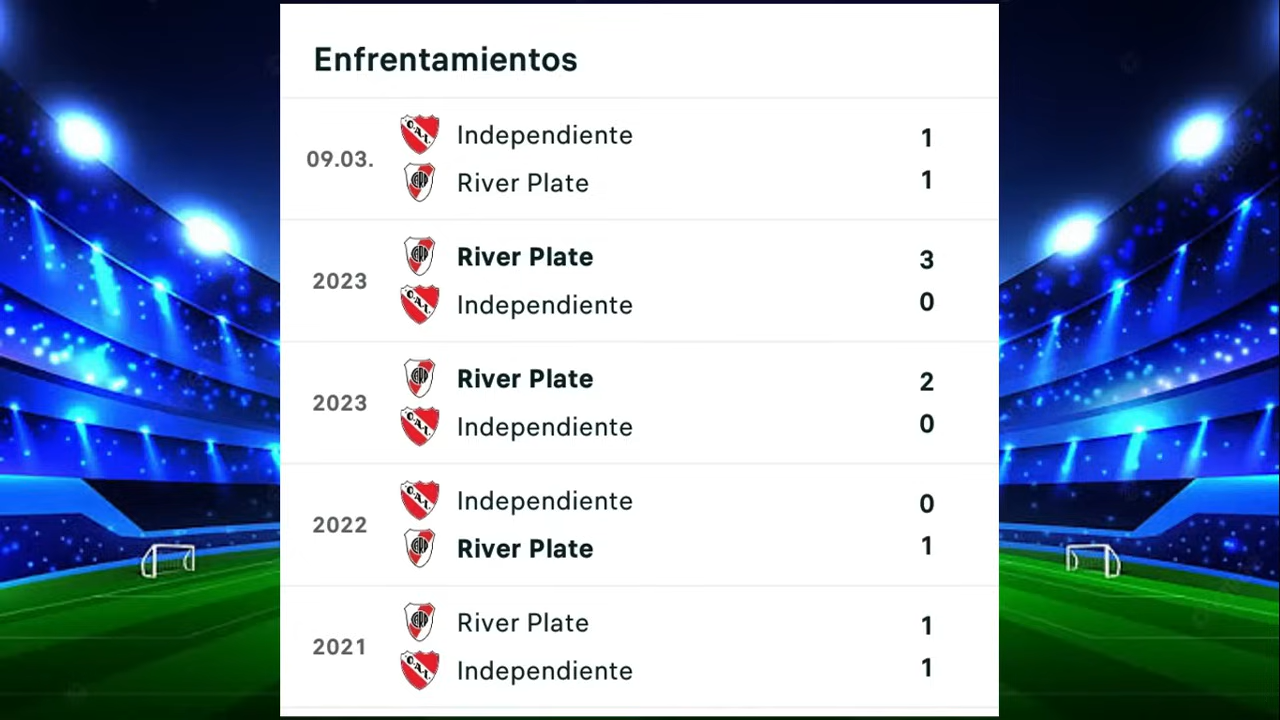 Enfrentamientos
09.03.
Independiente 1
River Plate 1
2023
River Plate 3
Independiente 0
2023
River Plate 2
Independiente 0
2022
Independiente 0
River Plate 1
2021
River Plate 1
Independiente 1